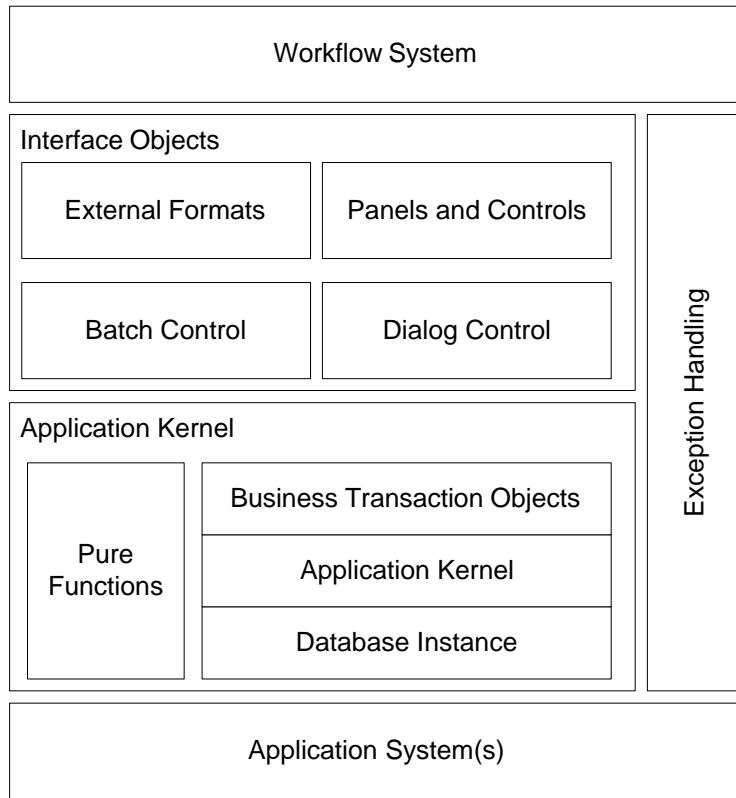 Workflow System
Interface Objects
External Formats
Panels and Controls
Batch Control
Dialog Control
Exception Handling
Application Kernel
Pure
Functions
Business Transaction Objects
Application Kernel
Database Instance
Application System(s)